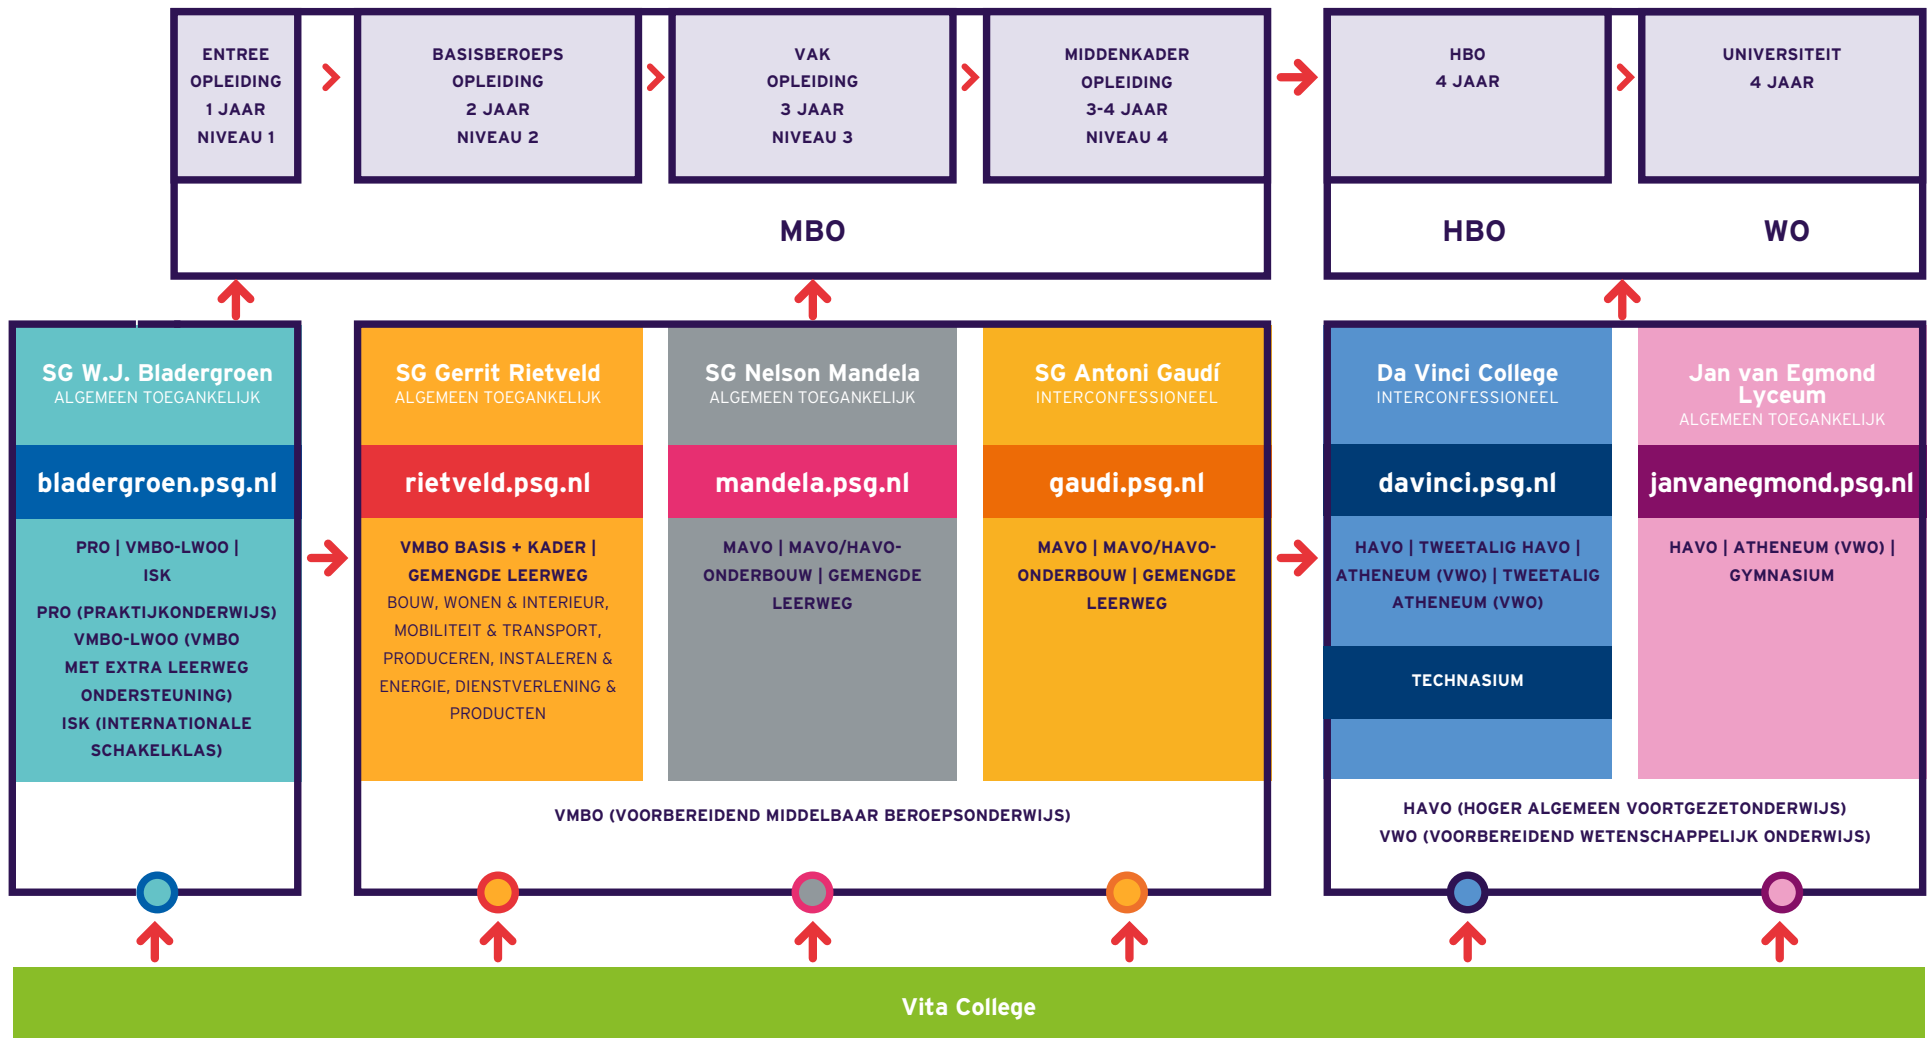 ENTREE
OPLEIDING
1 JAAR
NIVEAU 1
BASISBEROEPS
OPLEIDING
2 JAAR
NIVEAU 2
VAK
OPLEIDING
3 JAAR
NIVEAU 3
MIDDENKADER
OPLEIDING
3-4 JAAR
NIVEAU 4
HBO
4 JAAR
UNIVERSITEIT
4 JAAR
MBO
HBO
WO
SG W.J. Bladergroen
ALGEMEEN TOEGANKELIJK
bladergroen.psg.nl
PRO | VMBO-LWOO |
ISK
PRO (PRAKTIJKONDERWIJS)
VMBO-LWOO (VMBO
MET EXTRA LEERWEG
ONDERSTEUNING)
ISK (INTERNATIONALE
SCHAKELKLAS)
SG Gerrit Rietveld
ALGEMEEN TOEGANKELIJK
rietveld.psg.nl
VMBO BASIS + KADER |
GEMENGDE LEERWEG
BOUW, WONEN & INTERIEUR,
MOBILITEIT & TRANSPORT,
PRODUCEREN, INSTALEREN &
ENERGIE, DIENSTVERLENING &
PRODUCTEN
SG Nelson Mandela
ALGEMEEN TOEGANKELIJK
mandela.psg.nl
MAVO | MAVO/HAVO-
ONDERBOUW | GEMENGDE
LEERWEG
SG Antoni Gaudí
INTERCONFESSIONEEL
gaudi.psg.nl
MAVO | MAVO/HAVO-
ONDERBOUW | GEMENGDE
LEERWEG
VMBO (VOORBEREIDEND MIDDELBAAR BEROEPSONDERWIJS)
Da Vinci College
INTERCONFESSIONEEL
davinci.psg.nl
HAVO | TWEETALIG HAVO |
ATHENEUM (VWO) | TWEETALIG
ATHENEUM (VWO)
TECHNASIUM
Jan van Egmond
Lyceum
ALGEMEEN TOEGANKELIJK
janvanegmond.psg.nl
HAVO | ATHENEUM (VWO) |
GYMNASIUM
HAVO (HOGER ALGEMEEN VOORTGEZETONDERWIJS)
VWO (VOORBEREIDEND WETENSCHAPPELIJK ONDERWIJS)
Vita College